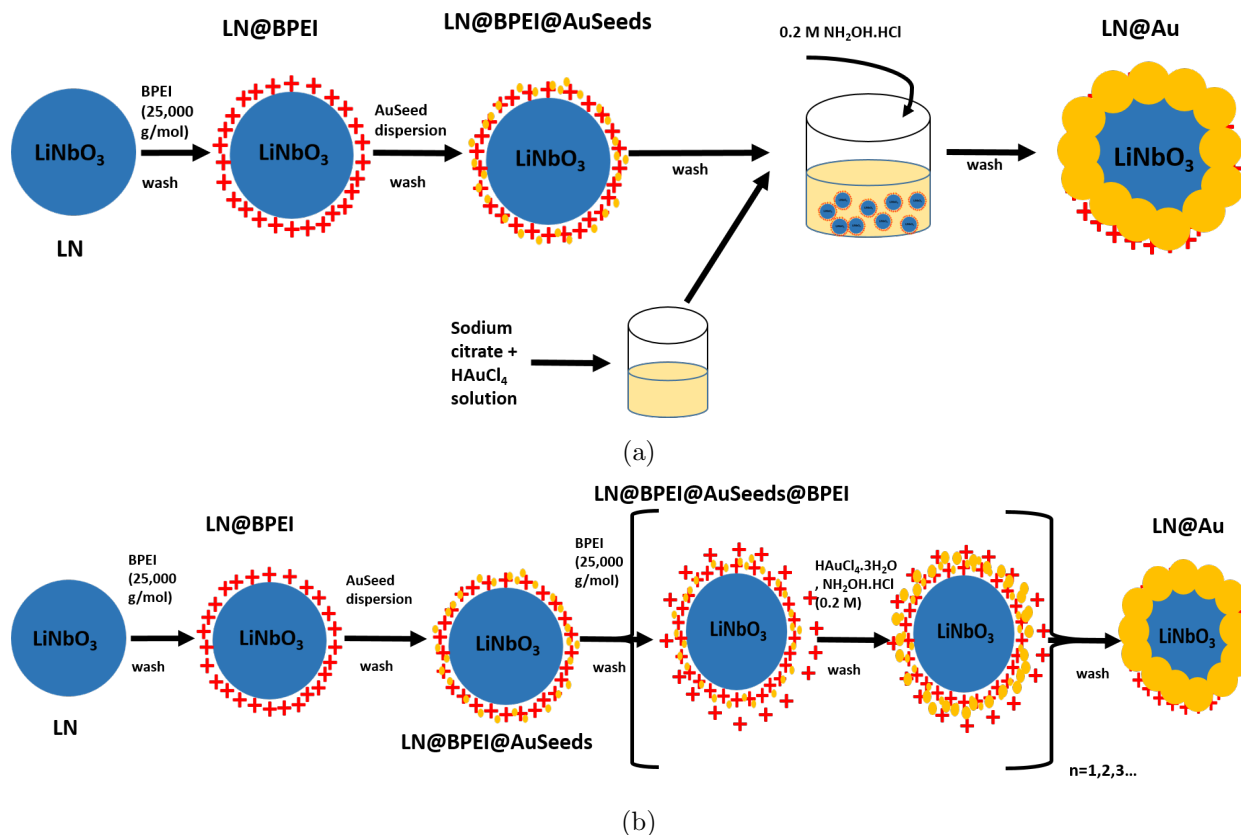 LN@BPEI
LN@BPEI@AuSeeds
0.2 M NH₂OH.HCl
LN@Au
BPEI
(25,000
g/mol)
LiNbO₃
wash
LiNbO₃
AuSeed
dispersion
wash
LiNbO₃
wash
wash
LiNbO₃
LN
Sodium
citrate +
HAuCl₄
solution
(a)
LN@BPEI@AuSeeds@BPEI
LN@BPEI
LN@Au
BPEI
(25,000
g/mol)
LiNbO₃
wash
LiNbO₃
AuSeed
dispersion
wash
LiNbO₃
BPEI
(25,000
g/mol)
wash
LiNbO₃
HAuCl₄.3H₂O
, NH₂OH.HCl
(0.2 M)
wash
LiNbO₃
wash
LiNbO₃
LN
LN@BPEI@AuSeeds
n=1,2,3...
(b)